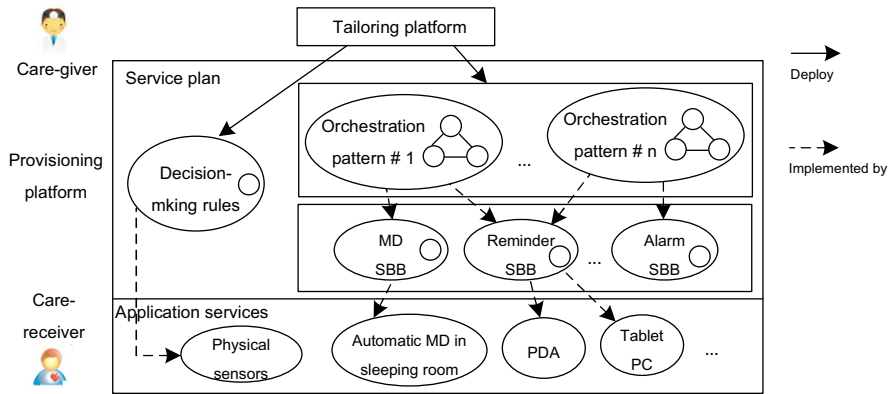 Tailoring platform
Care-giver
Service plan
Deploy
Orchestration
pattern # 1
...
Orchestration
pattern # n
Implemented by
Provisioning
platform
Decision-
mking rules
MD
SBB
Reminder
SBB
...
Alarm
SBB
Care-
receiver
Application services
Physical
sensors
Automatic MD in
sleeping room
PDA
Tablet
PC
...